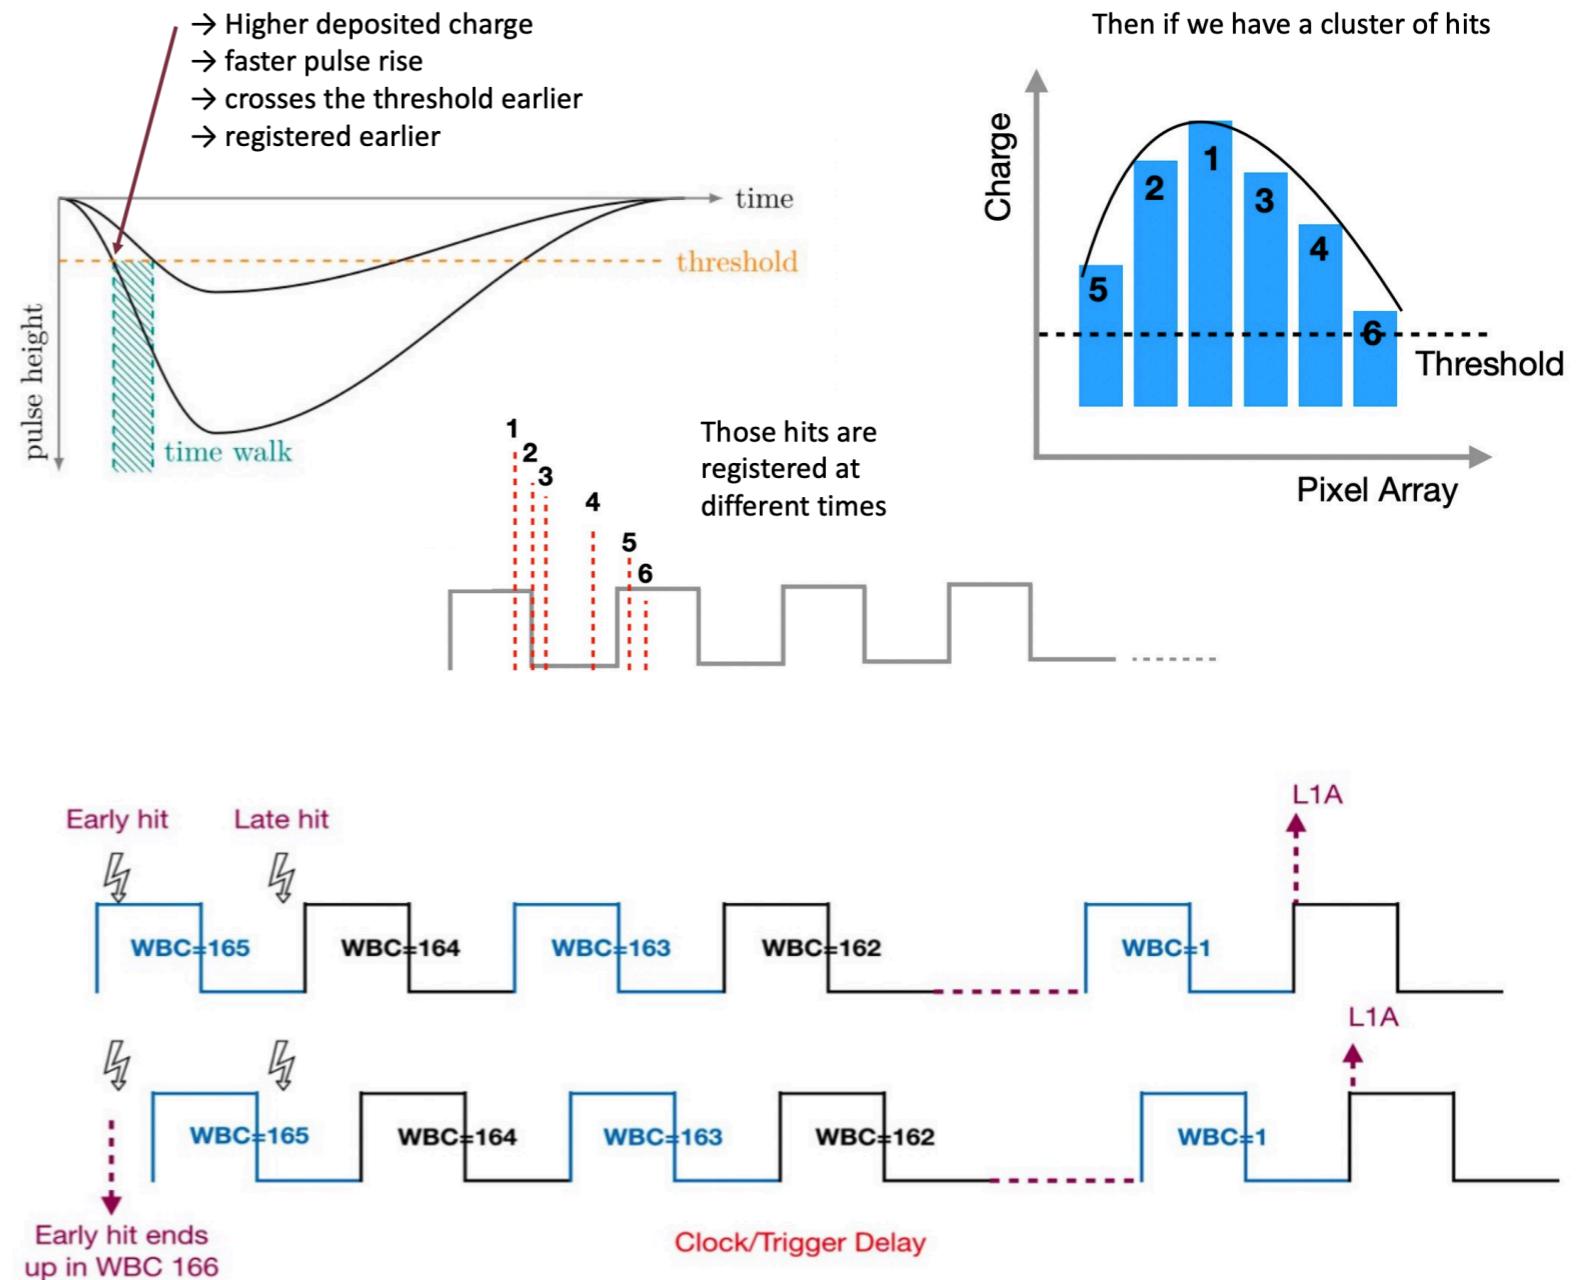 → Higher deposited charge
→ faster pulse rise
→ crosses the threshold earlier
→ registered earlier
time
threshold
pulse height
time walk
Then if we have a cluster of hits
Charge
1
2
3
4
5
6
Threshold
Pixel Array
Those hits are
registered at
different times
1
2
3
4
5
6
Early hit
Late hit
L1A
WBC=165
WBC=164
WBC=163
WBC=162
WBC=1
L1A
WBC=165
WBC=164
WBC=163
WBC=162
WBC=1
Early hit ends
up in WBC 166
Clock/Trigger Delay